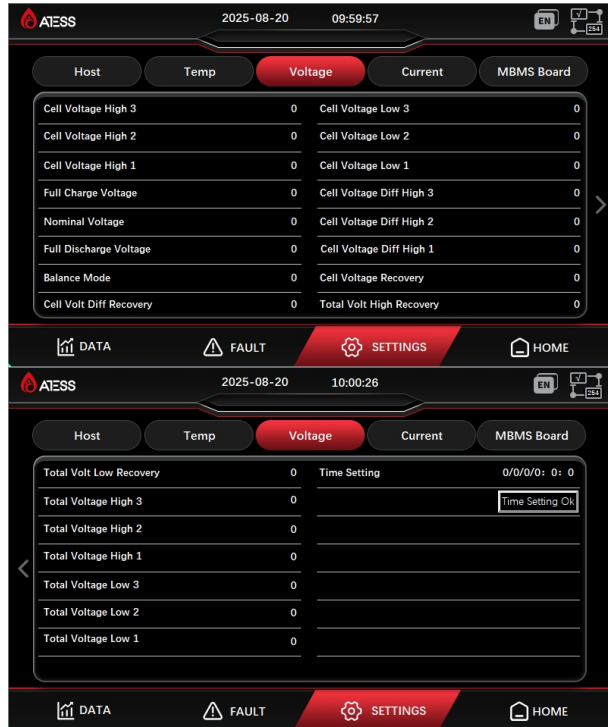 ATESS 2025-08-20 09:59:57 EN 254
Host Temp Voltage Current MBMS Board
Cell Voltage High 3 0 Cell Voltage Low 3 0
Cell Voltage High 2 0 Cell Voltage Low 2 0
Cell Voltage High 1 0 Cell Voltage Low 1 0
Full Charge Voltage 0 Cell Voltage Diff High 3 0
Nominal Voltage 0 Cell Voltage Diff High 2 0
Full Discharge Voltage 0 Cell Voltage Diff High 1 0
Balance Mode 0 Cell Voltage Recovery 0
Cell Volt Diff Recovery 0 Total Volt High Recovery 0
DATA FAULT SETTINGS HOME
ATESS 2025-08-20 10:00:26 EN 254
Host Temp Voltage Current MBMS Board
Total Volt Low Recovery 0 Time Setting 0/0/0/0: 0: 0
Total Voltage High 3 0 Time Setting Ok
Total Voltage High 2 0
Total Voltage High 1 0
Total Voltage Low 3 0
Total Voltage Low 2 0
Total Voltage Low 1 0
DATA FAULT SETTINGS HOME